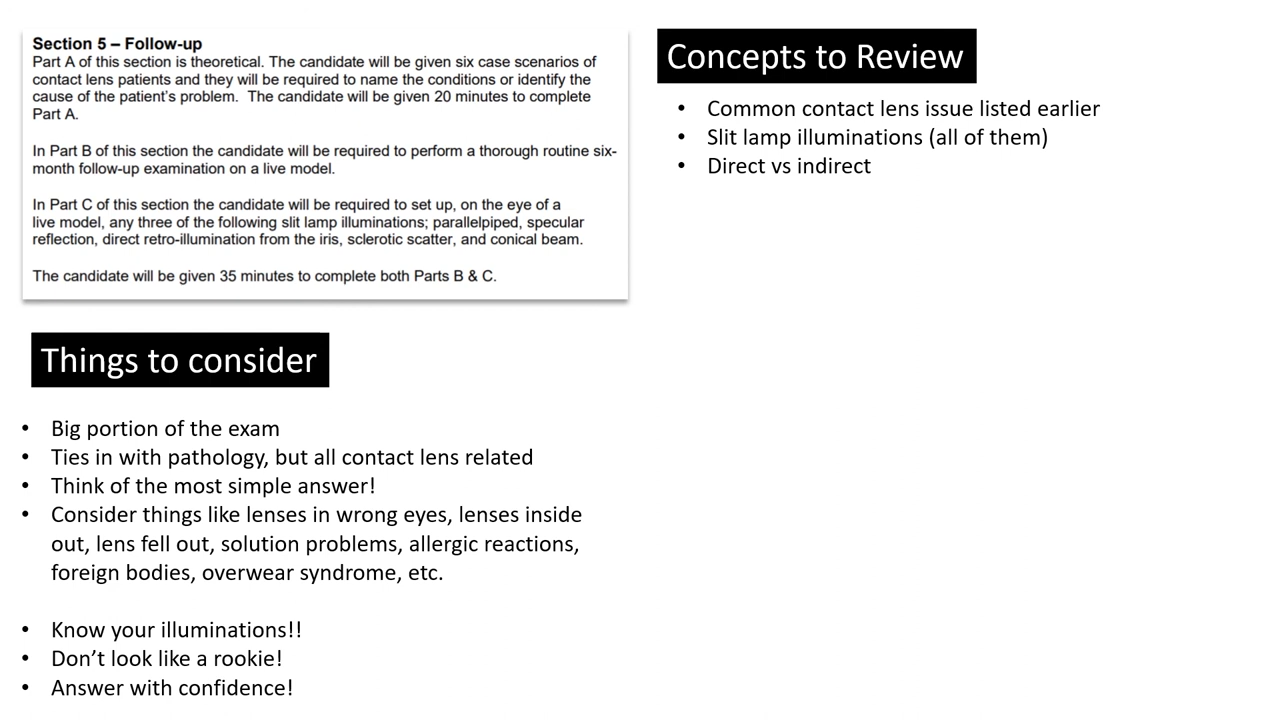 Section 5 – Follow-up
Part A of this section is theoretical. The candidate will be given six case scenarios of
contact lens patients and they will be required to name the conditions or identify the
cause of the patient's problem.  The candidate will be given 20 minutes to complete
Part A.
In Part B of this section the candidate will be required to perform a thorough routine six-
month follow-up examination on a live model.
In Part C of this section the candidate will be required to set up, on the eye of a
live model, any three of the following slit lamp illuminations; parallelpiped, specular
reflection, direct retro-illumination from the iris, sclerotic scatter, and conical beam.
The candidate will be given 35 minutes to complete both Parts B & C.
Concepts to Review
• Common contact lens issue listed earlier
• Slit lamp illuminations (all of them)
• Direct vs indirect
Things to consider
• Big portion of the exam
• Ties in with pathology, but all contact lens related
• Think of the most simple answer!
• Consider things like lenses in wrong eyes, lenses inside
out, lens fell out, solution problems, allergic reactions,
foreign bodies, overwear syndrome, etc.
• Know your illuminations!!
• Don't look like a rookie!
• Answer with confidence!